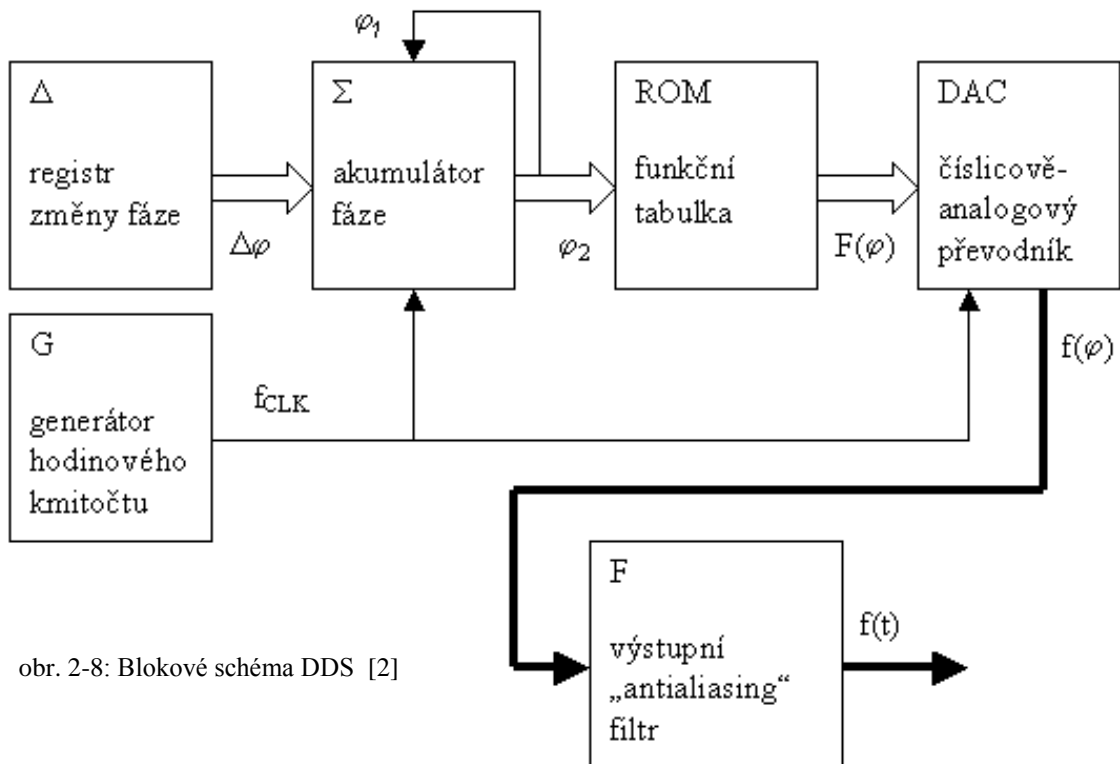 φ₁
Δ
registr
změny fáze
Δφ
Σ
akumulátor
fáze
φ₂
ROM
funkční
tabulka
F(φ)
DAC
číslicově-
analogový
převodník
f(φ)
G
generátor
hodinového
kmitočtu
fCLK
F
výstupní
„antialiasing“
filtr
f(t)
obr. 2-8: Blokové schéma DDS [2]